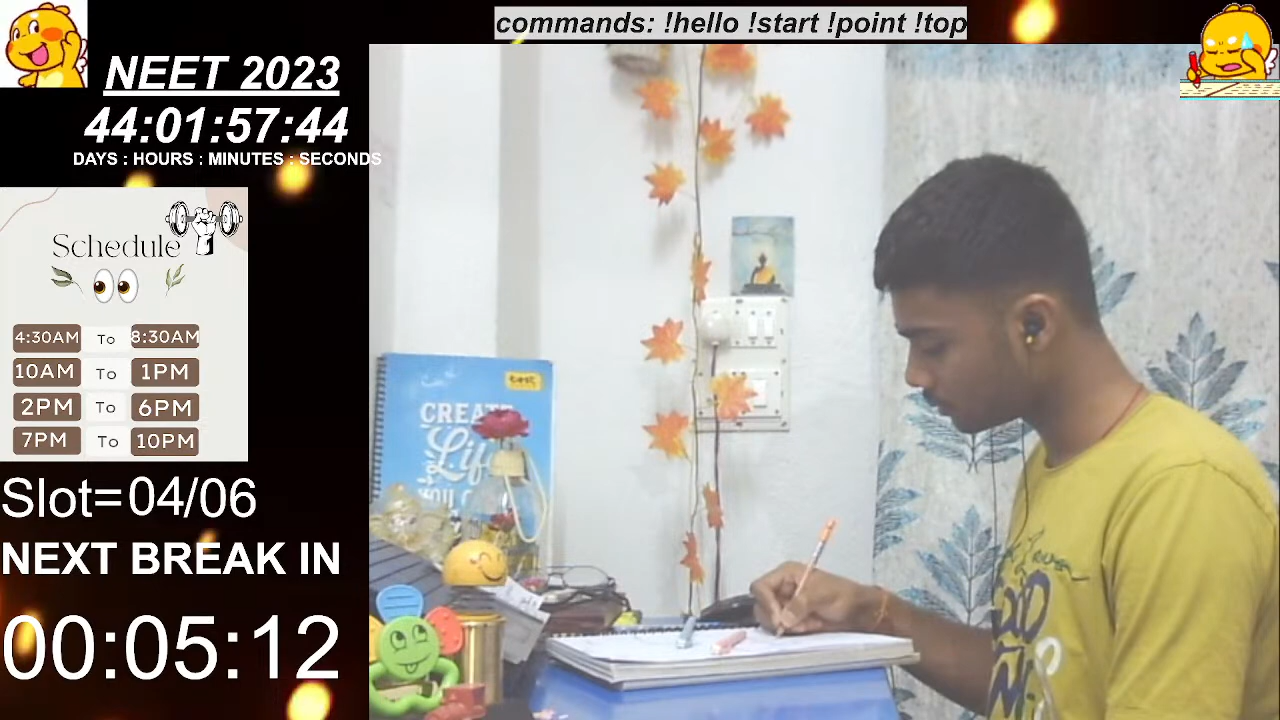 commands: !hello !start !point !top
NEET 2023
44:01:57:44
DAYS : HOURS : MINUTES : SECONDS
Schedule
4:30AM To 8:30AM
10AM To 1PM
2PM To 6PM
7PM To 10PM
Slot=04/06
NEXT BREAK IN
00:05:12
CREATE
Life
YOU